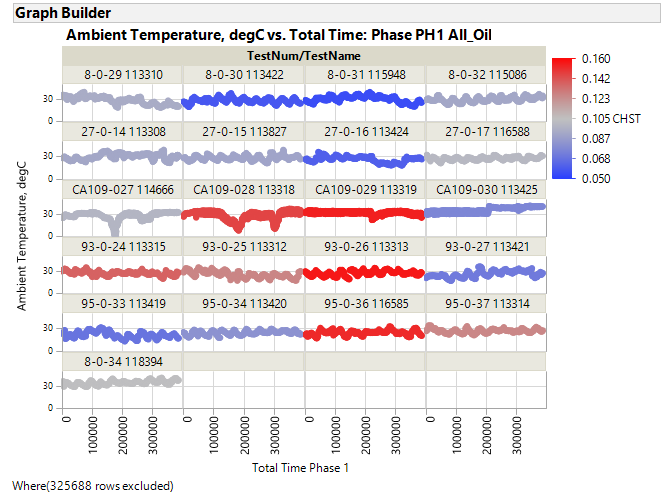 Graph Builder
Ambient Temperature, degC vs. Total Time: Phase PH1 All_Oil
TestNum/TestName
8-0-29 113310 8-0-30 113422 8-0-31 115948 8-0-32 115086
30
0
27-0-14 113308 27-0-15 113827 27-0-16 113424 27-0-17 116588
30
0
CA109-027 114666 CA109-028 113318 CA109-029 113319 CA109-030 113425
30
0
93-0-24 113315 93-0-25 113312 93-0-26 113313 93-0-27 113421
30
0
95-0-33 113419 95-0-34 113420 95-0-36 116585 95-0-37 113314
30
0
8-0-34 118394
30
0
Ambient Temperature, degC
0 100000 200000 300000 0 100000 200000 300000 0 100000 200000 300000 0 100000 200000 300000
Total Time Phase 1
0.160
0.142
0.123
0.105 CHST
0.087
0.068
0.050
Where(325688 rows excluded)